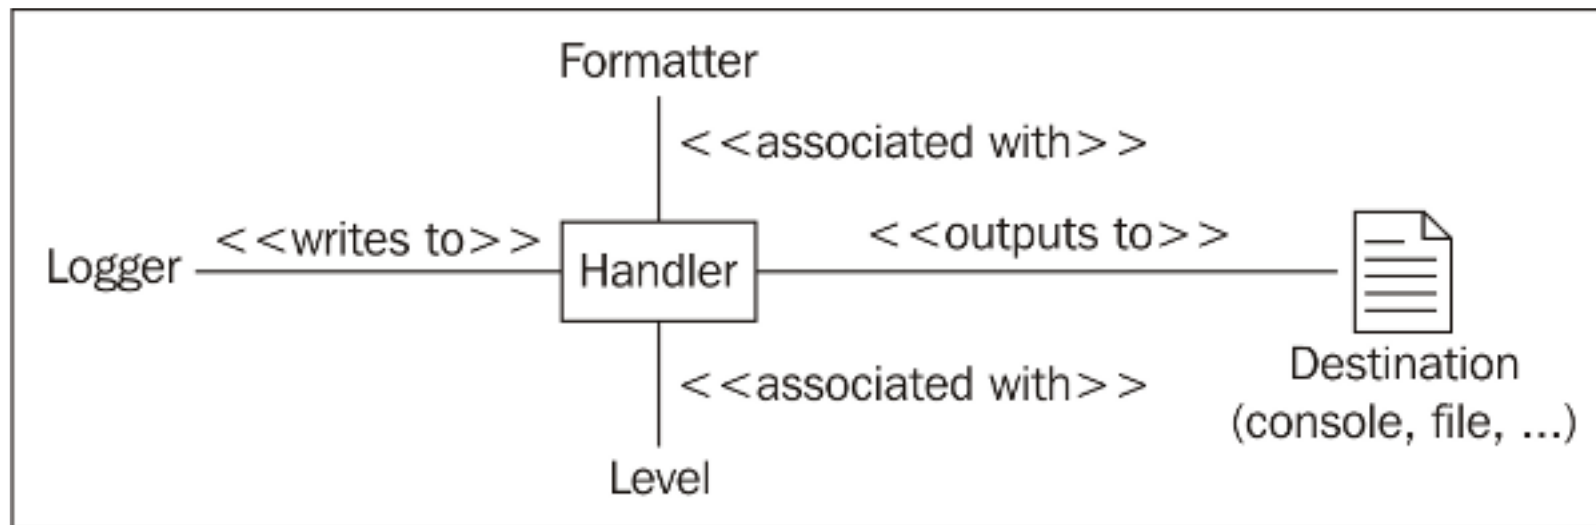 Formatter
<<associated with>>
<<writes to>>
<<outputs to>>
Logger
Handler
Destination
(console, file, ...)
<<associated with>>
Level